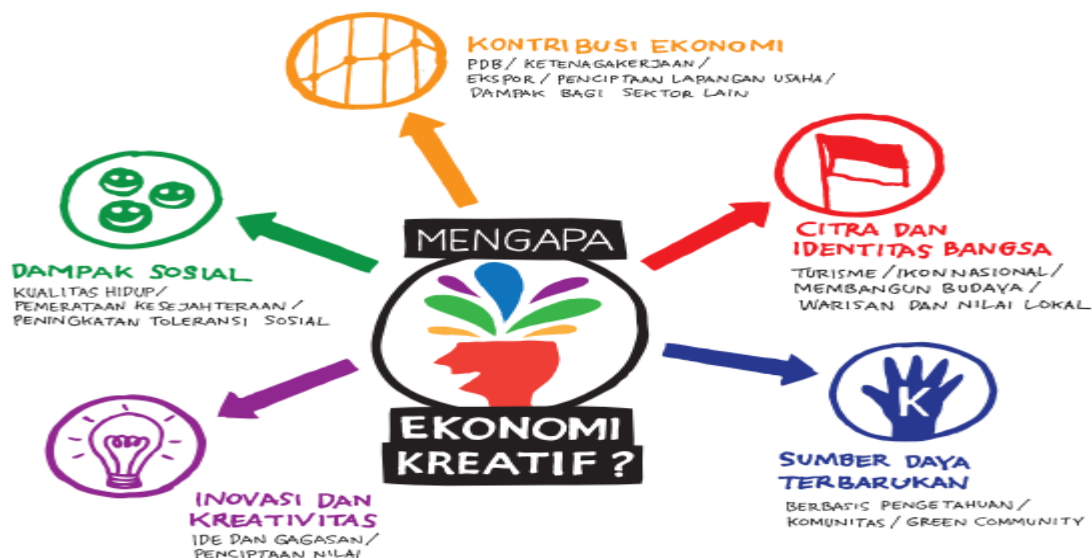 KONTRIBUSI EKONOMI
PDB/ KETENAGAKERJAAN/
EKSPOR/ PENCIPTAAN LAPANGAN USAHA/
DAMPAK BAGI SEKTOR LAIN
CITRA DAN
IDENTITAS BANGSA
TURISME/IKON NASIONAL/
MEMBANGUN BUDAYA/
WARISAN DAN NILAI LOKAL
MENGAPA
EKONOMI
KREATIF?
DAMPAK SOSIAL
KUALITAS HIDUP/
PEMERATAAN KESEJAHTERAAN/
PENINGKATAN TOLERANSI SOSIAL
K
SUMBER DAYA
TERBARUKAN
BERBASIS PENGETAHUAN/
KOMUNITAS/ GREEN COMMUNITY
INOVASI DAN
KREATIVITAS
IDE DAN GAGASAN/
PENCIPTAAN NILAI